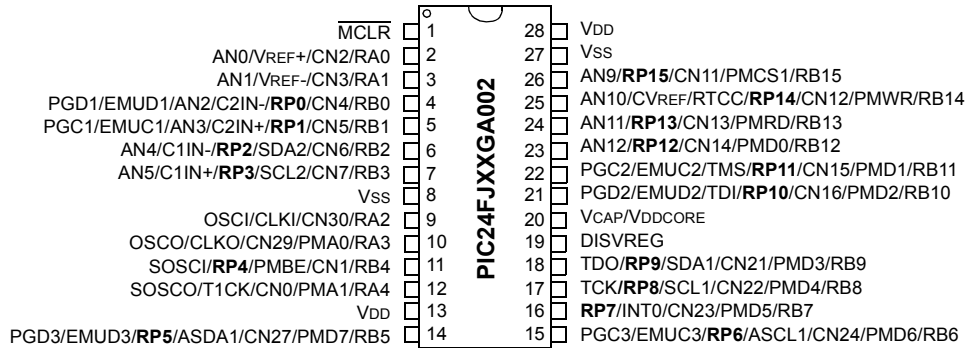 MCLR 1 28 VDD
AN0/VREF+/CN2/RA0 2 27 VSS
AN1/VREF-/CN3/RA1 3 26 AN9/RP15/CN11/PMCS1/RB15
PGD1/EMUD1/AN2/C2IN-/RP0/CN4/RB0 4 25 AN10/CVREF/RTCC/RP14/CN12/PMWR/RB14
PGC1/EMUC1/AN3/C2IN+/RP1/CN5/RB1 5 24 AN11/RP13/CN13/PMRD/RB13
AN4/C1IN-/RP2/SDA2/CN6/RB2 6 23 AN12/RP12/CN14/PMD0/RB12
AN5/C1IN+/RP3/SCL2/CN7/RB3 7 22 PGC2/EMUC2/TMS/RP11/CN15/PMD1/RB11
VSS 8 21 PGD2/EMUD2/TDI/RP10/CN16/PMD2/RB10
OSCI/CLKI/CN30/RA2 9 20 VCAP/VDDCORE
OSCO/CLKO/CN29/PMA0/RA3 10 19 DISVREG
SOSCI/RP4/PMBE/CN1/RB4 11 18 TDO/RP9/SDA1/CN21/PMD3/RB9
SOSCO/T1CK/CN0/PMA1/RA4 12 17 TCK/RP8/SCL1/CN22/PMD4/RB8
VDD 13 16 RP7/INT0/CN23/PMD5/RB7
PGD3/EMUD3/RP5/ASDA1/CN27/PMD7/RB5 14 15 PGC3/EMUC3/RP6/ASCL1/CN24/PMD6/RB6
PIC24FJXXGA002